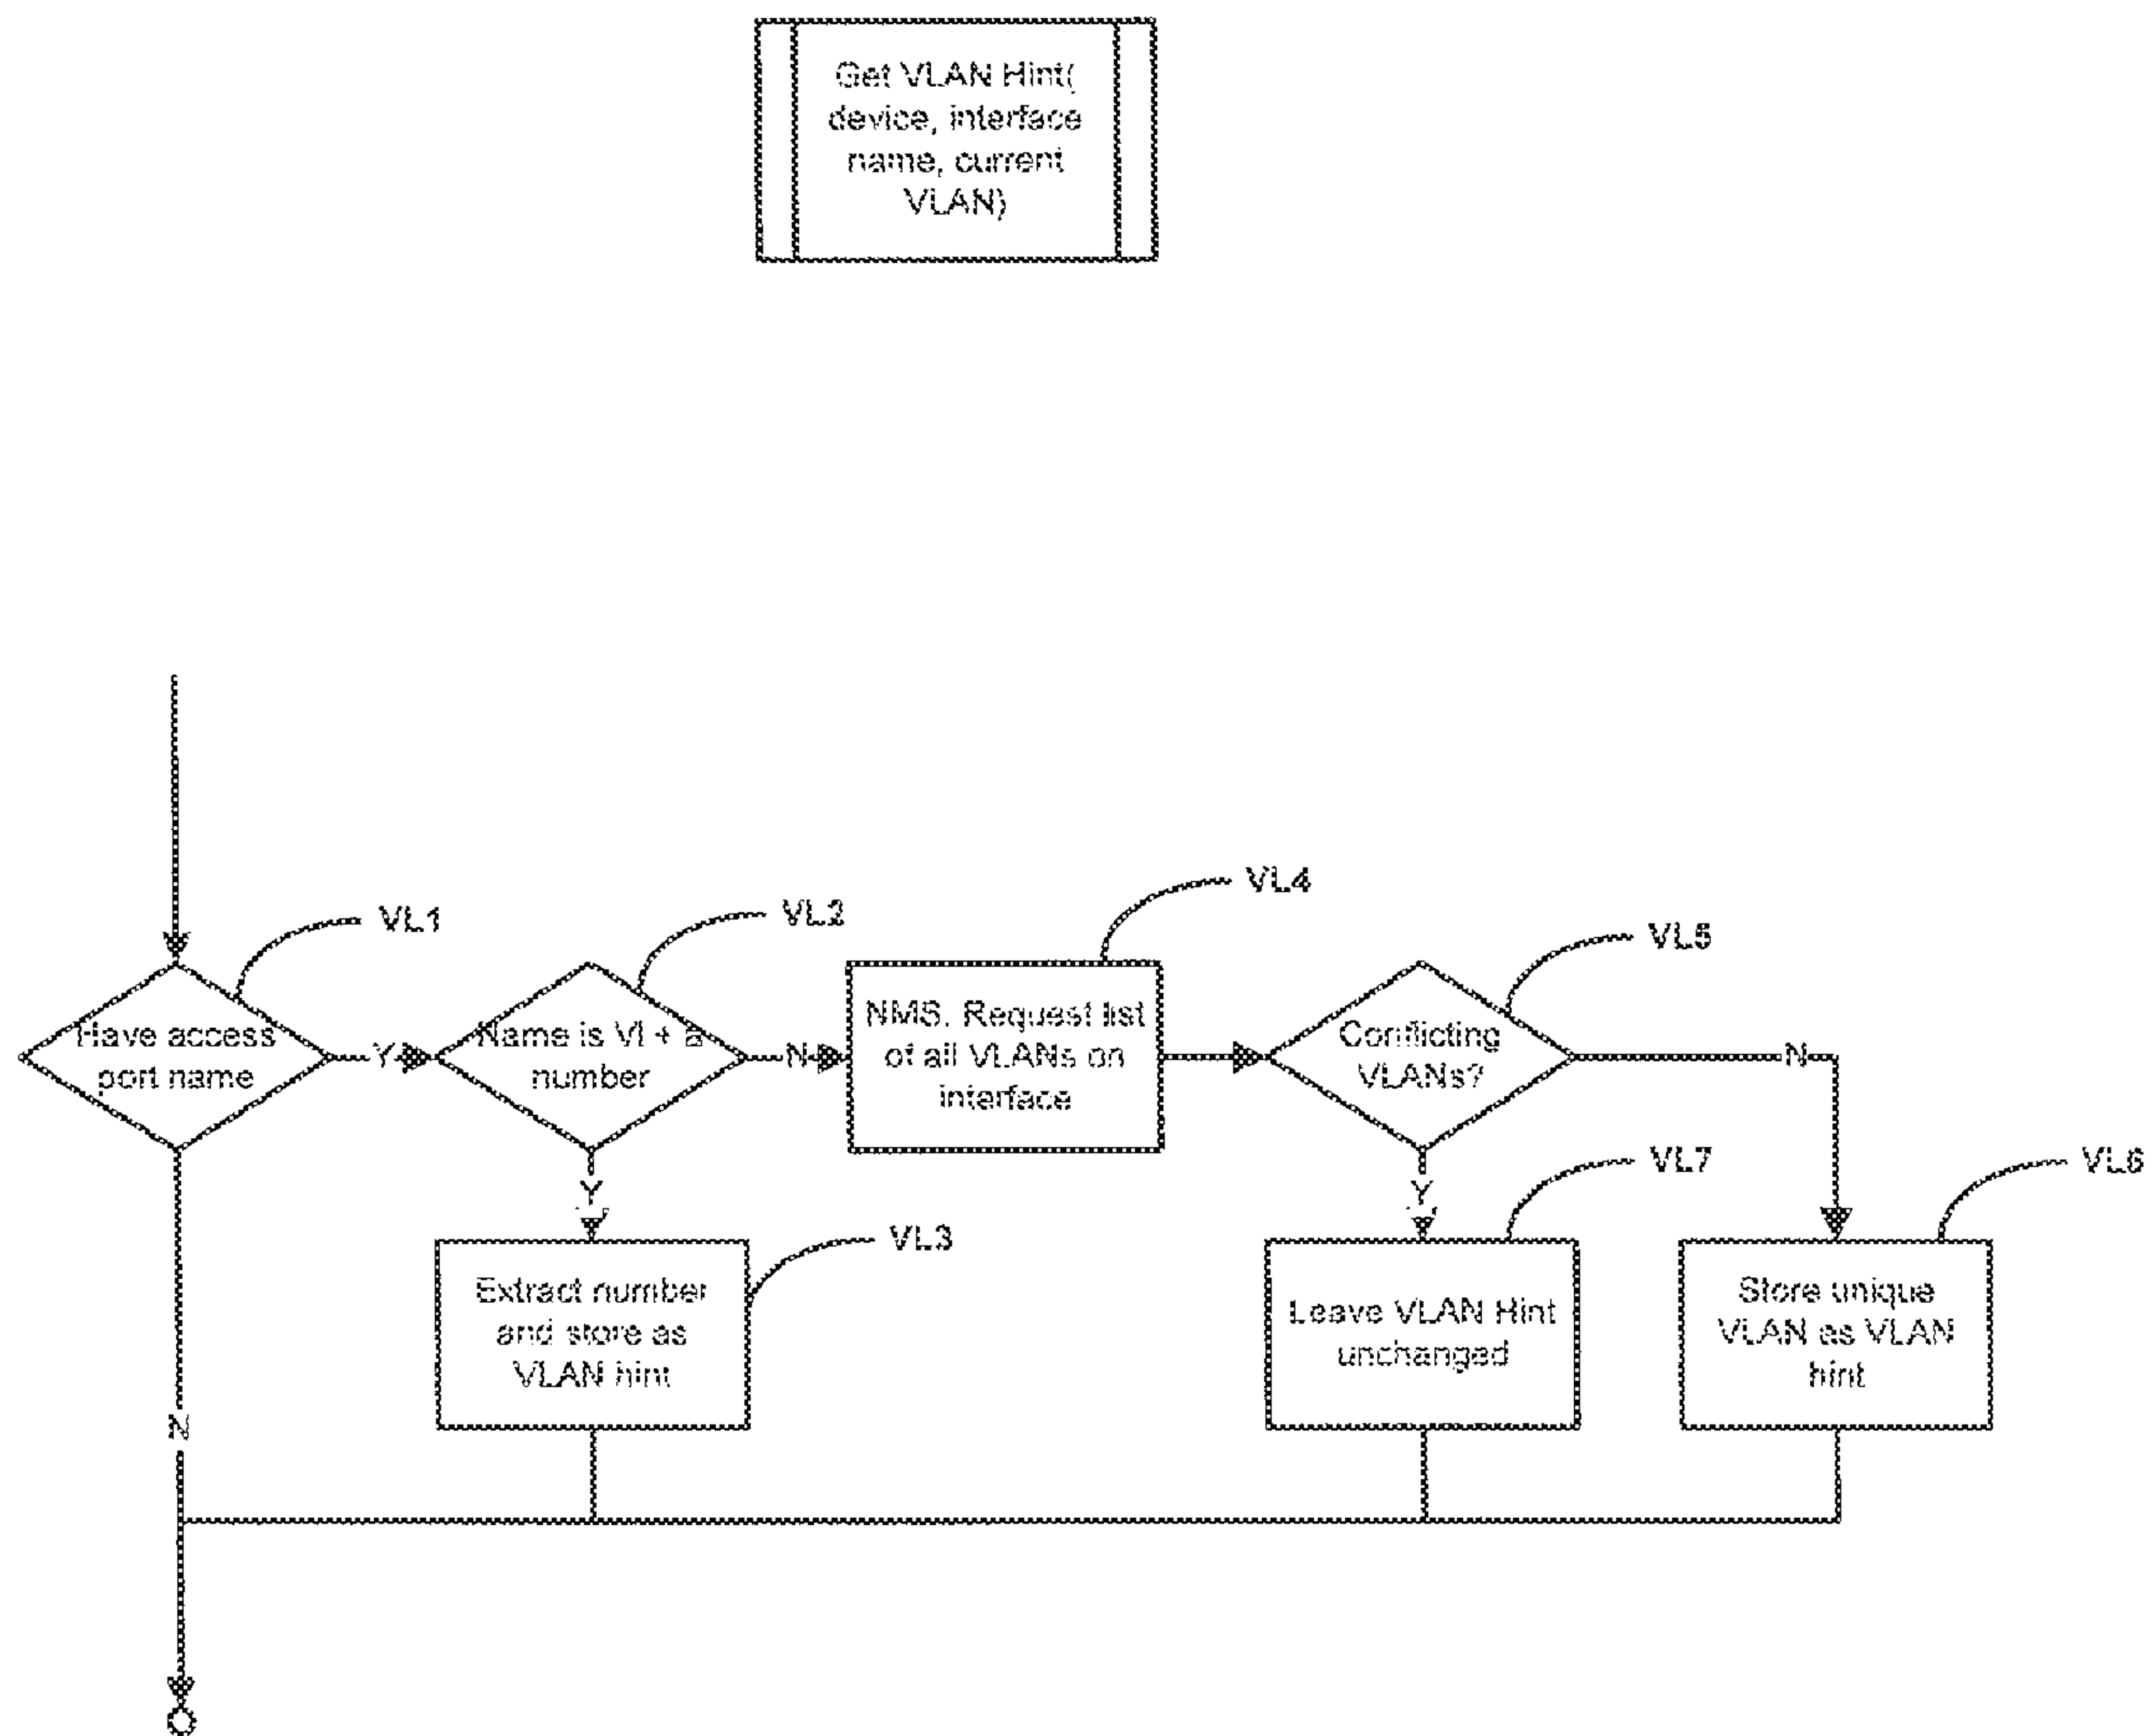 Get VLAN Hint(
device, interface
name, current
VLAN)
VL1
VL2
VL4
VL5
Have access
port name
Y
Name is Vl + a
number
N
NMS. Request list
of all VLANs on
interface
Conflicting
VLANs?
N
Y
Y
VL3
VL7
VL6
Extract number
and store as
VLAN hint
Leave VLAN Hint
unchanged
Store unique
VLAN as VLAN
hint
N